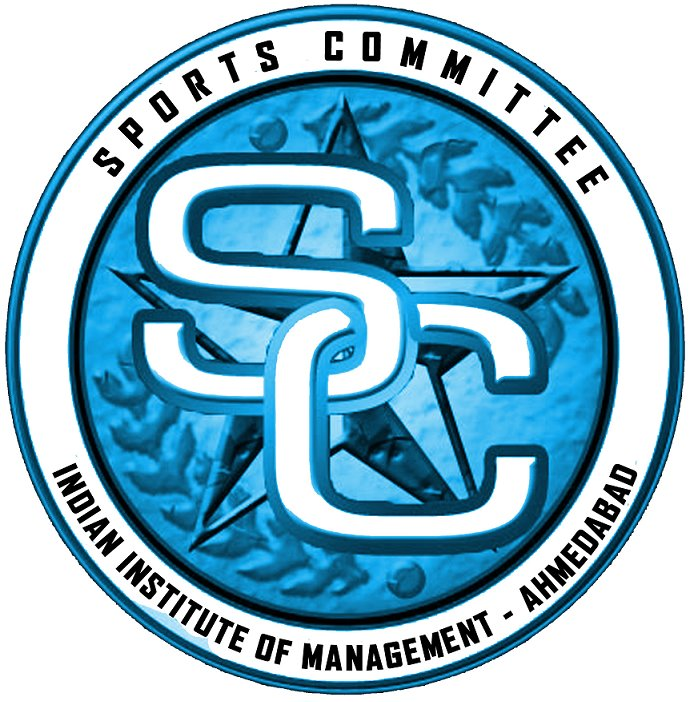 SPORTS COMMITTEE
SC
INDIAN INSTITUTE OF MANAGEMENT - AHMEDABAD